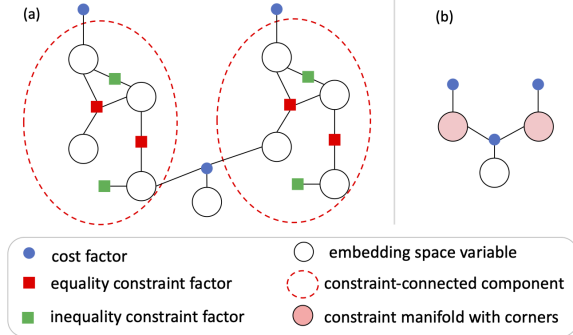 (a)
(b)
cost factor
embedding space variable
equality constraint factor
constraint-connected component
inequality constraint factor
constraint manifold with corners